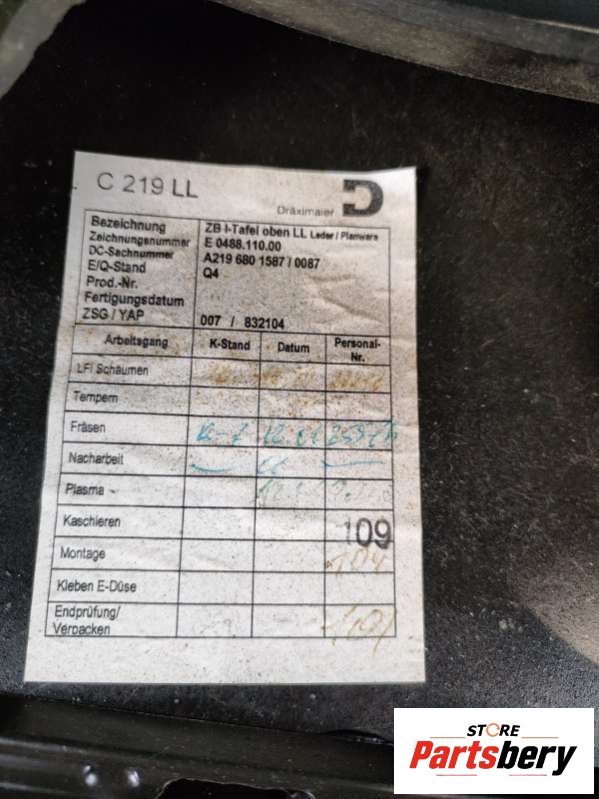 C 219 LL
Dräxlmaier
Bezeichnung ZB I-Tafel oben LL Leder / Planware
Zeichnungsnummer E 0488.110.00
DC-Sachnummer A219 680 1587 / 0087
E/Q-Stand Q4
Prod.-Nr.
Fertigungsdatum
ZSG / YAP 007 / 832104
Arbeitsgang K-Stand Datum Personal-
Nr.
LFI Schäumen
Tempern
Fräsen
Nacharbeit
Plasma
Kaschieren 109
Montage 104
Kleben E-Düse
Endprüfung/
Verpacken
STORE
Partsbery